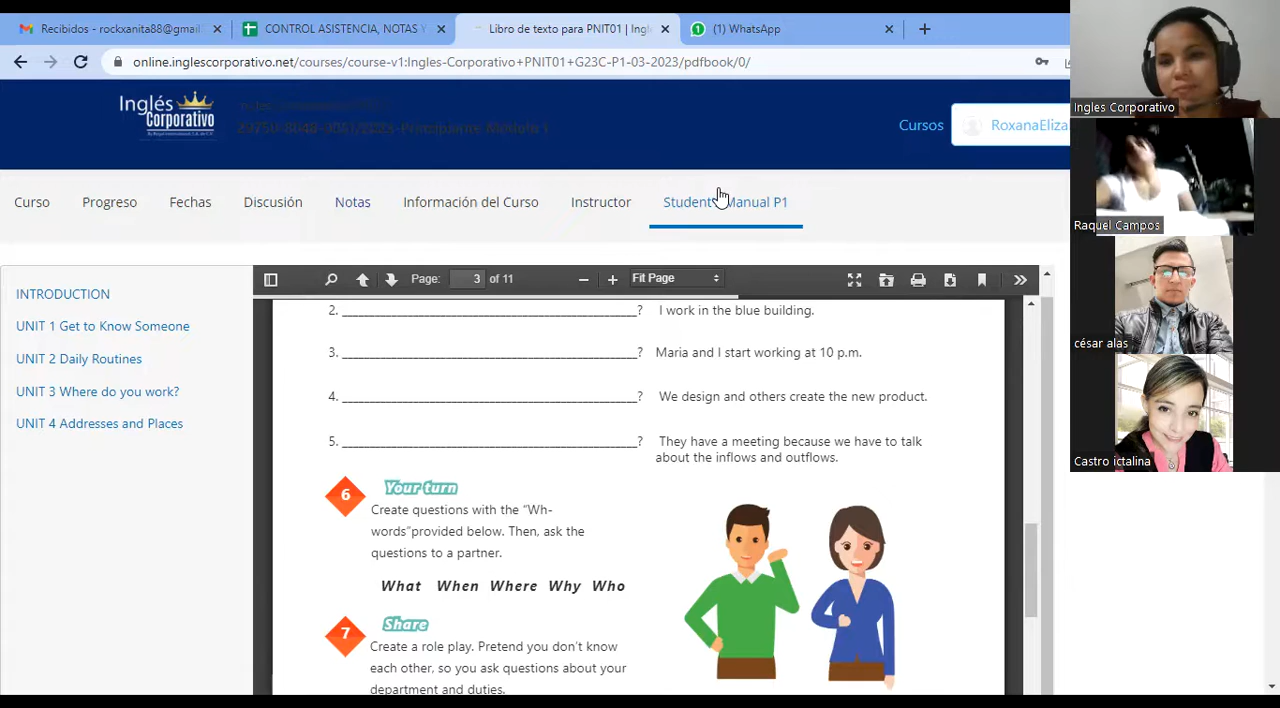 Recibidos - rockxanita88@gmail
CONTROL ASISTENCIA, NOTAS Y
Libro de texto para PNIT01 | Ingl
(1) WhatsApp
online.inglescorporativo.net/courses/course-v1:Ingles-Corporativo+PNIT01+G23C-P1-03-2023/pdfbook/0/
Inglés
Corporativo
Cursos
RoxanaEliza
Curso
Progreso
Fechas
Discusión
Notas
Información del Curso
Instructor
Student Manual P1
INTRODUCTION
UNIT 1 Get to Know Someone
UNIT 2 Daily Routines
UNIT 3 Where do you work?
UNIT 4 Addresses and Places
Page: 3 of 11
Fit Page
2. ______________________________________? I work in the blue building.
3. ______________________________________? Maria and I start working at 10 p.m.
4. ______________________________________? We design and others create the new product.
5. ______________________________________? They have a meeting because we have to talk
about the inflows and outflows.
6 Your turn
Create questions with the “Wh-
words”provided below. Then, ask the
questions to a partner.
What When Where Why Who
7 Share
Create a role play. Pretend you don’t know
each other, so you ask questions about your
department and duties.
Ingles Corporativo
Raquel Campos
césar alas
Castro ictalina